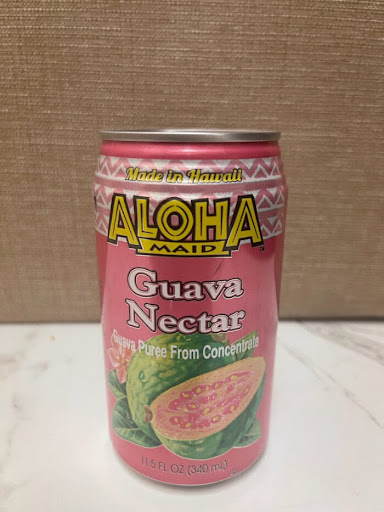 Made in Hawaii
ALOHA
MAID
Guava
Nectar
Guava Puree From Concentrate
11.5 FL OZ (340 mL)